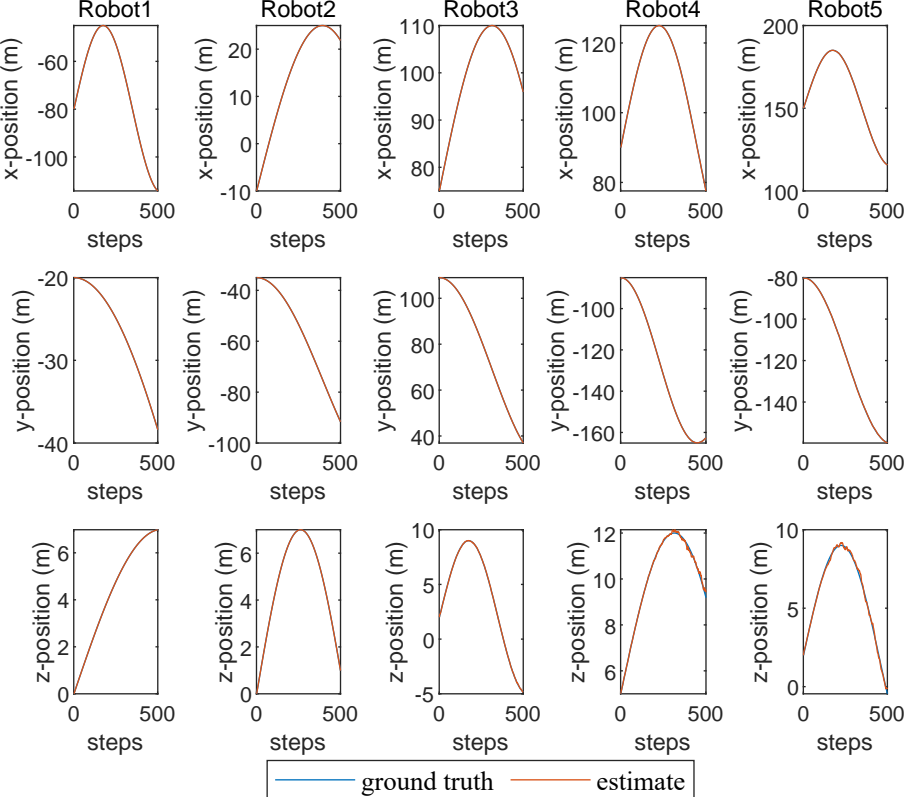 Robot1 Robot2 Robot3 Robot4 Robot5
x-position (m) -60 -80 -100 0 500 steps
x-position (m) 20 10 0 -10 0 500 steps
x-position (m) 110 100 90 80 0 500 steps
x-position (m) 120 100 80 0 500 steps
x-position (m) 200 150 100 0 500 steps
y-position (m) -20 -30 -40 0 500 steps
y-position (m) -40 -60 -80 -100 0 500 steps
y-position (m) 100 80 60 40 0 500 steps
y-position (m) -100 -120 -140 -160 0 500 steps
y-position (m) -80 -100 -120 -140 0 500 steps
z-position (m) 6 4 2 0 0 500 steps
z-position (m) 6 4 2 0 0 500 steps
z-position (m) 10 5 0 -5 0 500 steps
z-position (m) 12 10 8 6 0 500 steps
z-position (m) 10 5 0 0 500 steps
ground truth estimate